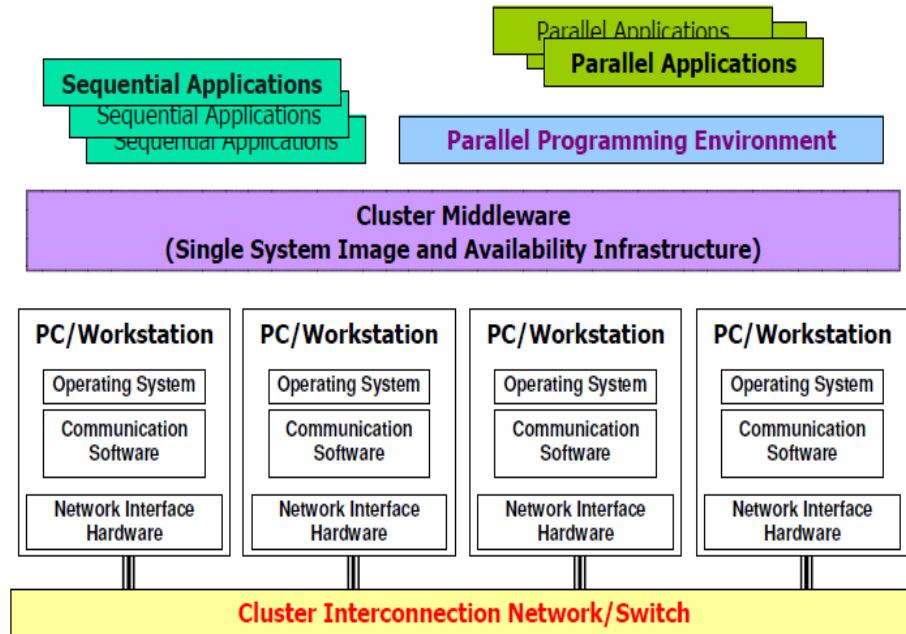 Parallel Applications
Parallel Applications
Sequential Applications
Sequential Applications
Sequential Applications
Parallel Programming Environment
Cluster Middleware
(Single System Image and Availability Infrastructure)
PC/Workstation
Operating System
Communication
Software
Network Interface
Hardware
PC/Workstation
Operating System
Communication
Software
Network Interface
Hardware
PC/Workstation
Operating System
Communication
Software
Network Interface
Hardware
PC/Workstation
Operating System
Communication
Software
Network Interface
Hardware
Cluster Interconnection Network/Switch